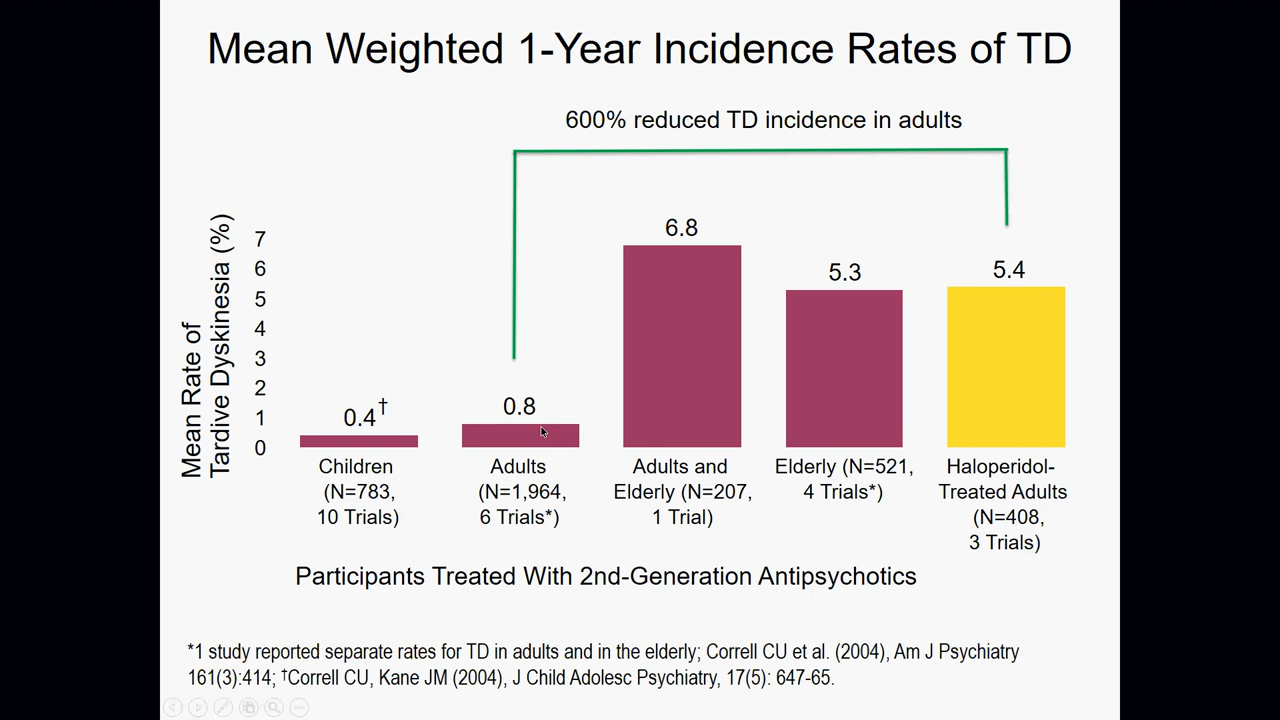 Mean Weighted 1-Year Incidence Rates of TD
600% reduced TD incidence in adults
Mean Rate of
Tardive Dyskinesia (%)
7
6
5
4
3
2
1
0
0.4†
0.8
6.8
5.3
5.4
Children
(N=783,
10 Trials)
Adults
(N=1,964,
6 Trials*)
Adults and
Elderly (N=207,
1 Trial)
Elderly (N=521,
4 Trials*)
Haloperidol-
Treated Adults
(N=408,
3 Trials)
Participants Treated With 2nd-Generation Antipsychotics
*1 study reported separate rates for TD in adults and in the elderly; Correll CU et al. (2004), Am J Psychiatry
161(3):414; †Correll CU, Kane JM (2004), J Child Adolesc Psychiatry, 17(5): 647-65.